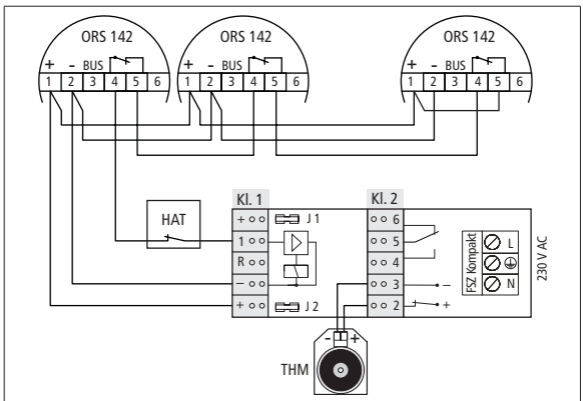 ORS 142 ORS 142 ORS 142
+ - BUS + - BUS + - BUS
1 2 3 4 5 6 1 2 3 4 5 6 1 2 3 4 5 6
Kl. 1 Kl. 2
HAT
+ J 1 6
1 5
R 4
- 3 -
+ J 2 2 +
FSZ Kompakt
L
N
230 V AC
- +
THM